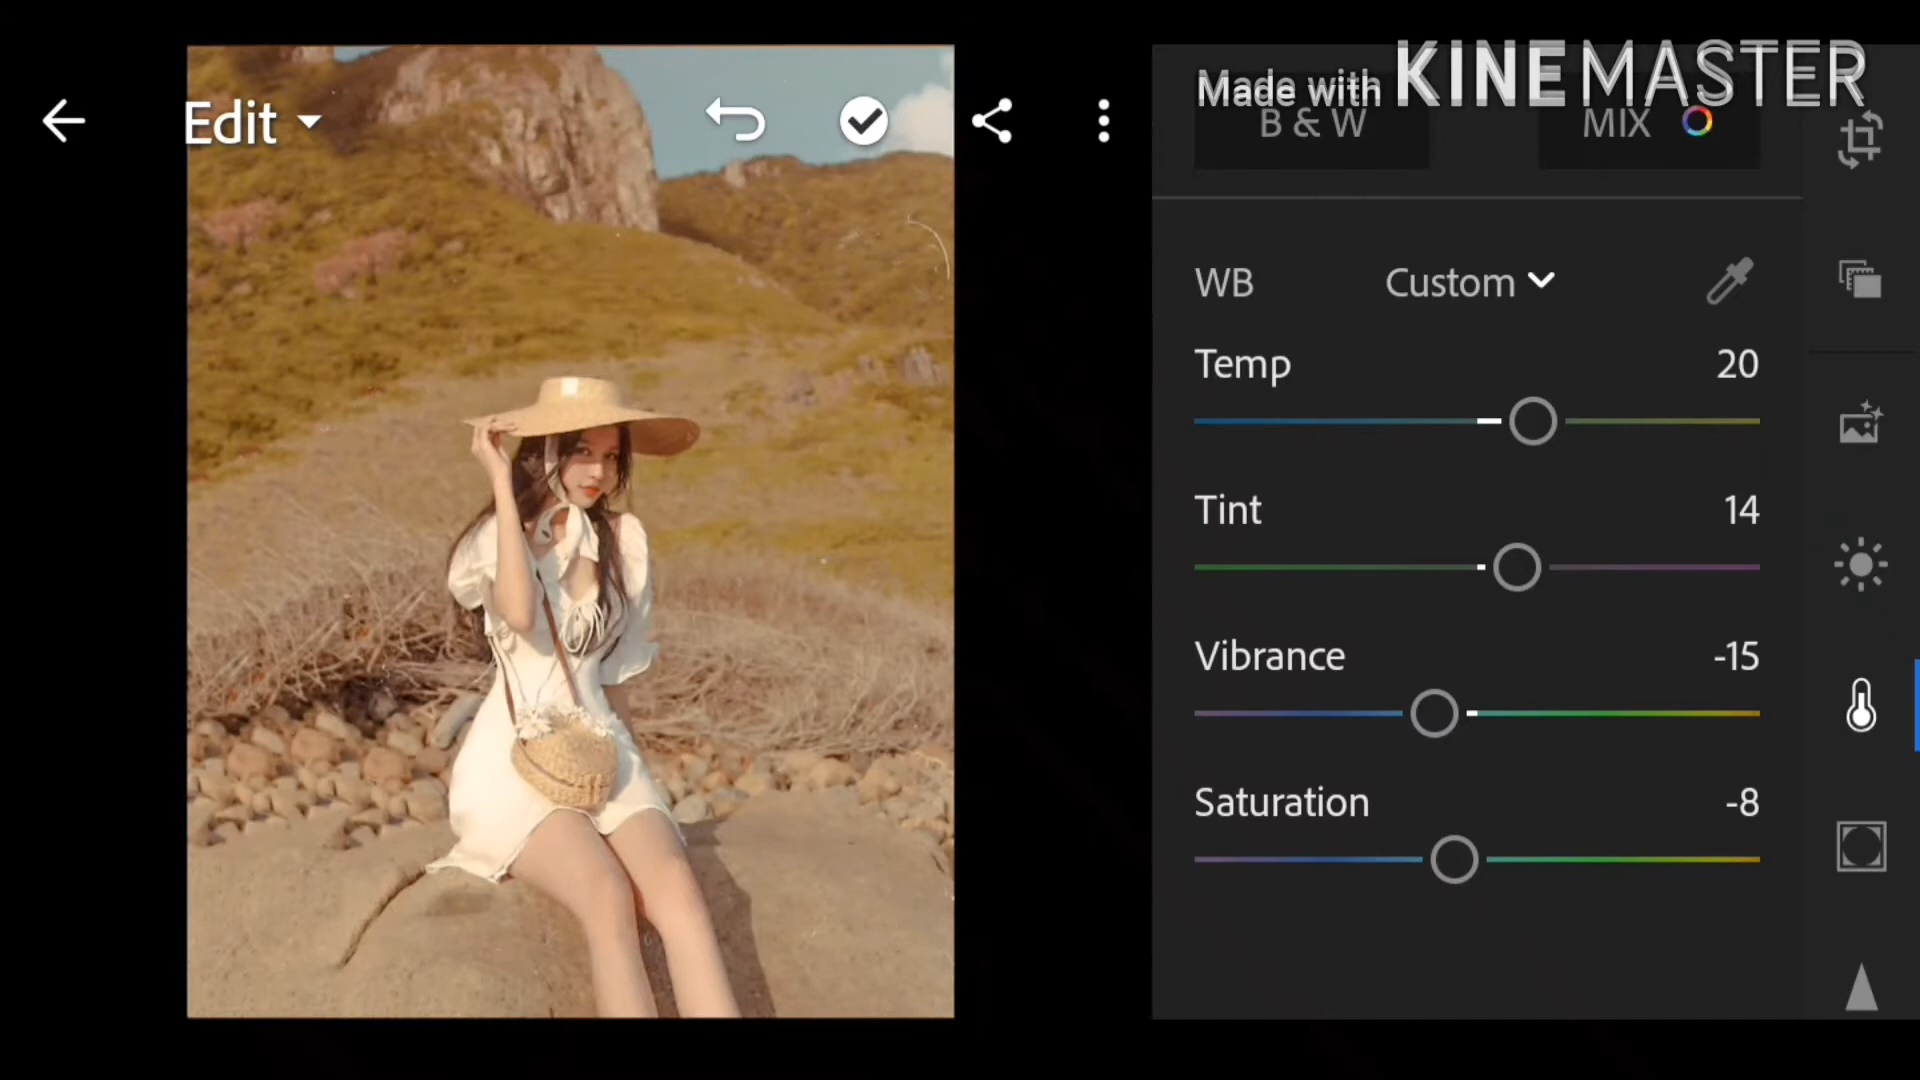 Made with KINEMASTER
Edit
B & W MIX
WB Custom
Temp 20
Tint 14
Vibrance -15
Saturation -8